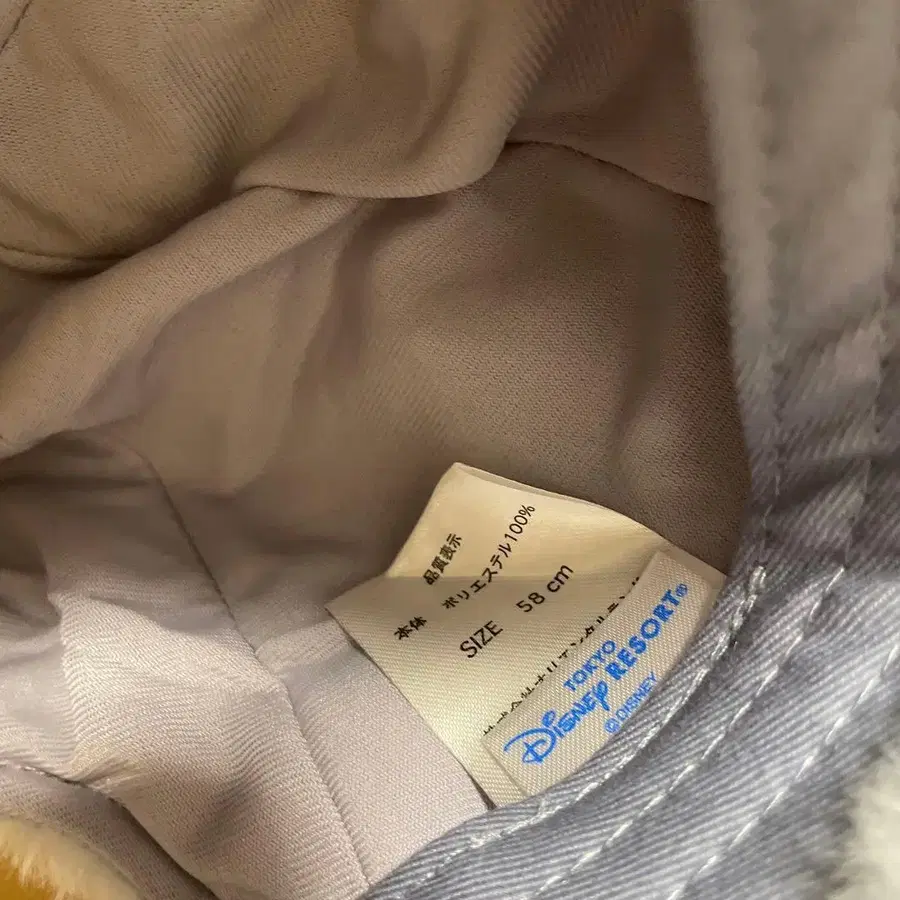 品質表示
本体 ポリエステル100%
SIZE 58 cm
TOKYO
Disney RESORT®
©DISNEY